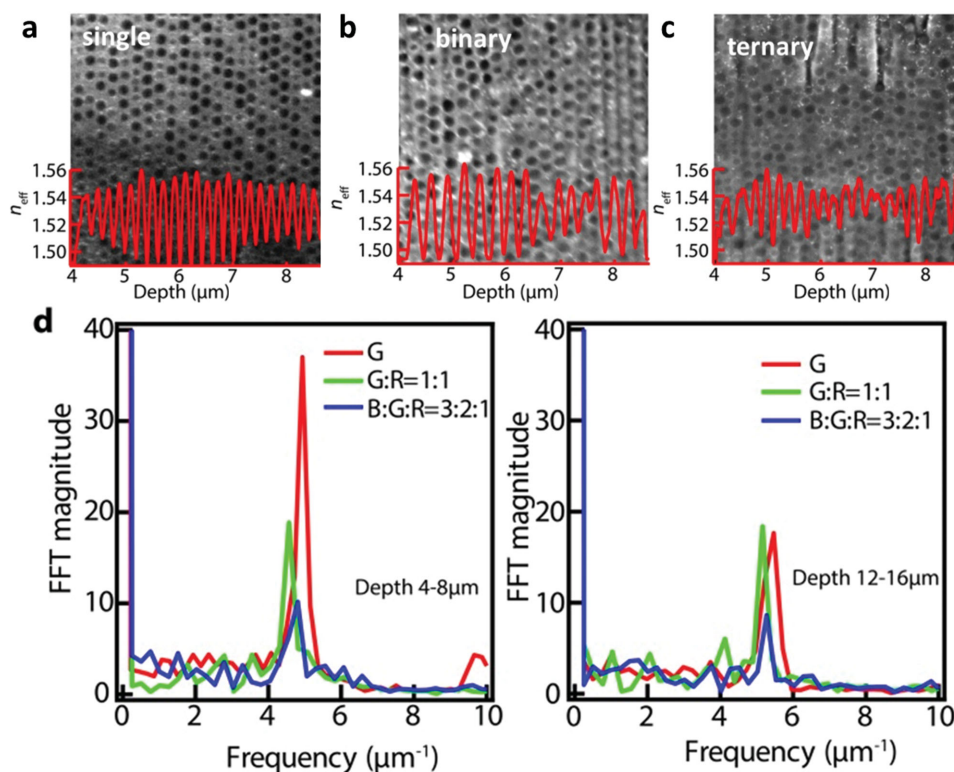 a
single
n_eff
1.56
1.54
1.52
1.50
4 5 6 7 8
Depth (μm)
b
binary
n_eff
1.56
1.54
1.52
1.50
4 5 6 7 8
Depth (μm)
c
ternary
n_eff
1.56
1.54
1.52
1.50
4 5 6 7 8
Depth (μm)
d
FFT magnitude
40
30
20
10
0
G
G:R=1:1
B:G:R=3:2:1
Depth 4-8μm
0 2 4 6 8 10
Frequency (μm⁻¹)
FFT magnitude
40
30
20
10
0
G
G:R=1:1
B:G:R=3:2:1
Depth 12-16μm
0 2 4 6 8 10
Frequency (μm⁻¹)